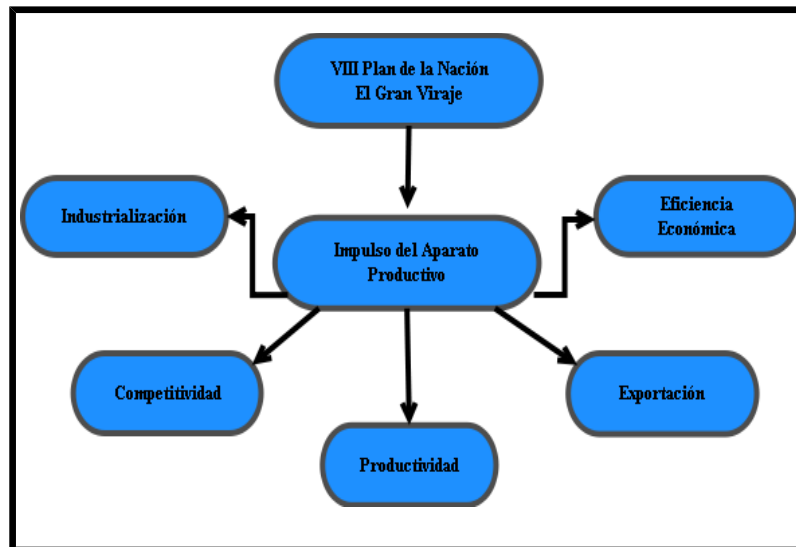 VIII Plan de la Nación
El Gran Viraje
Industrialización
Eficiencia
Económica
Impulso del Aparato
Productivo
Competitividad
Exportación
Productividad